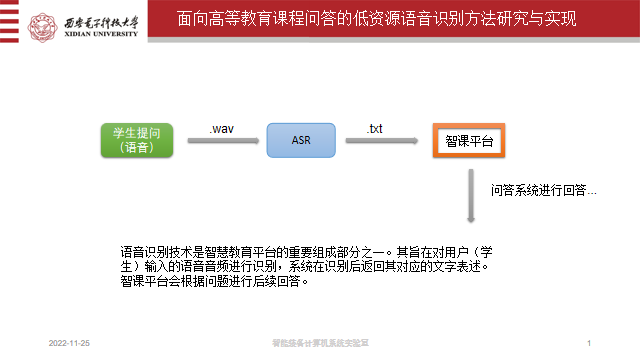 西安电子科技大学
XIDIAN UNIVERSITY
面向高等教育课程问答的低资源语音识别方法研究与实现
学生提问
（语音）
.wav
ASR
.txt
智课平台
问答系统进行回答...
语音识别技术是智慧教育平台的重要组成部分之一。其旨在对用户（学
生）输入的语音音频进行识别，系统在识别后返回其对应的文字表述。
智课平台会根据问题进行后续回答。
2022-11-25
智能装备计算机系统实验室
1